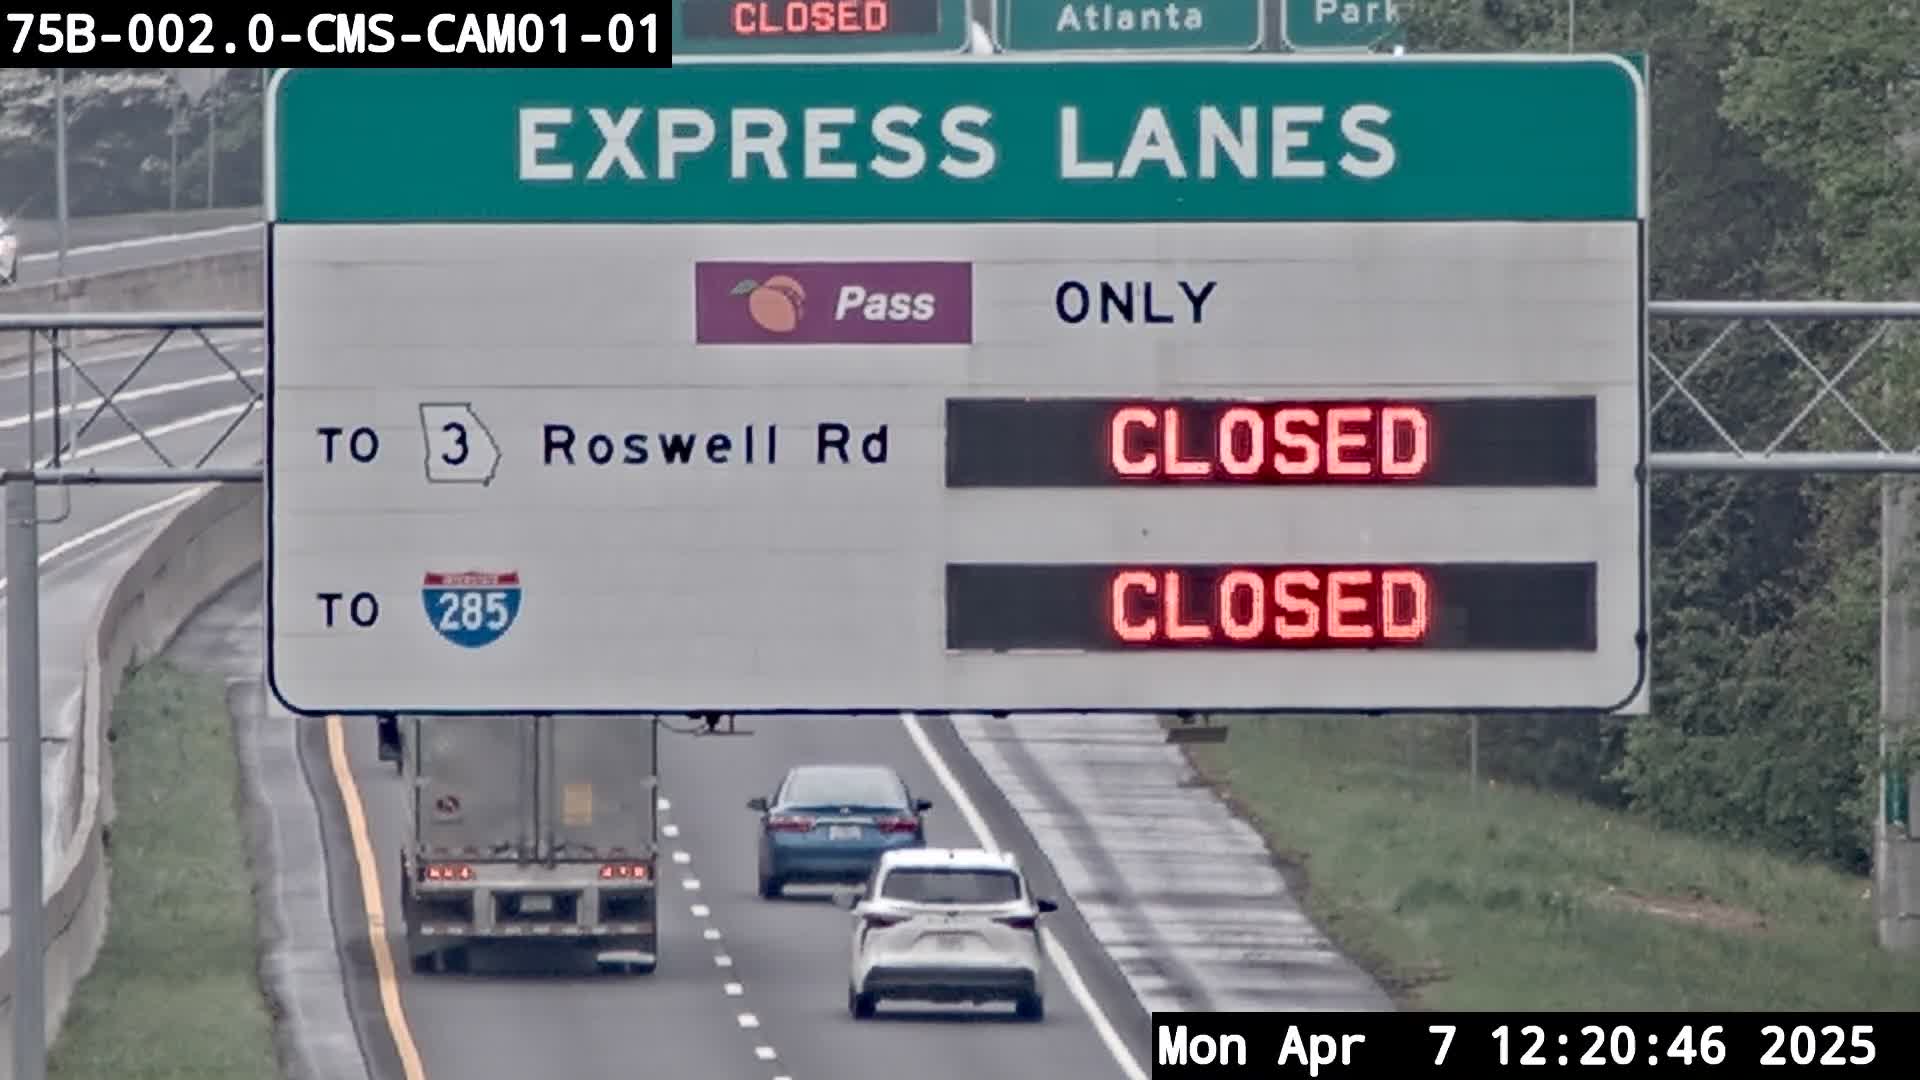 75B-002.0-CMS-CAM01-01
CLOSED
Atlanta
Park
EXPRESS LANES
Pass ONLY
TO 3 Roswell Rd CLOSED
TO 285 CLOSED
Mon Apr 7 12:20:46 2025